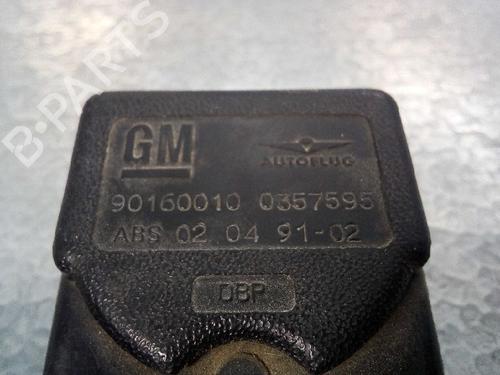 B-PARTS
GM AUTOFLUG
90160010 0357595
ABS 02 04 91-02
DBP